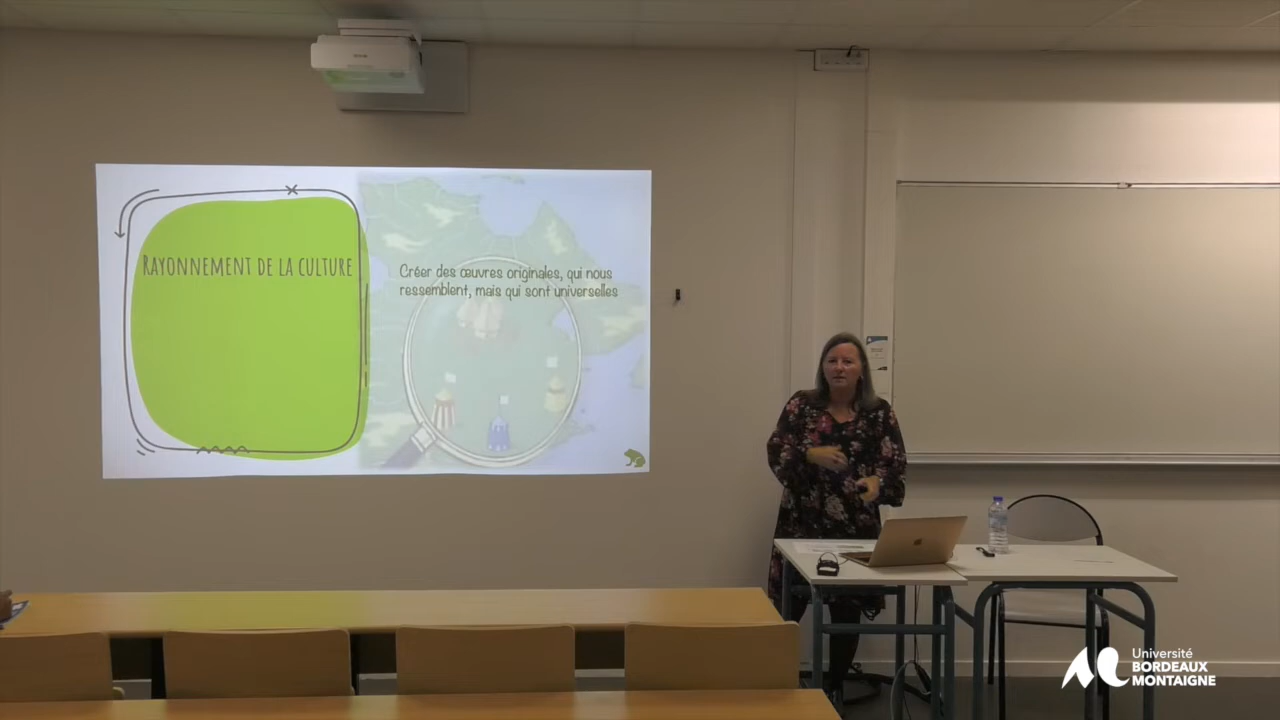 RAYONNEMENT DE LA CULTURE
Créer des œuvres originales, qui nous
ressemblent, mais qui sont universelles
Université
BORDEAUX
MONTAIGNE